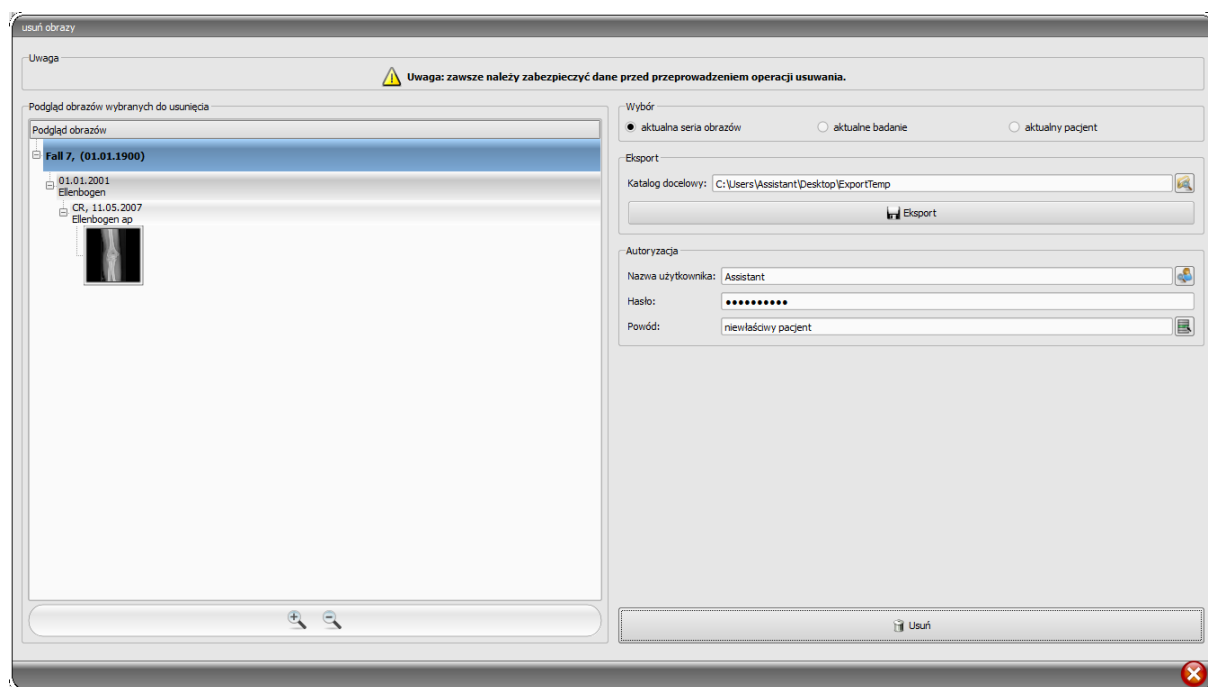 usuń obrazy
Uwaga
Uwaga: zawsze należy zabezpieczyć dane przed przeprowadzeniem operacji usuwania.
Podgląd obrazów wybranych do usunięcia
Podgląd obrazów
Fall 7, (01.01.1900)
01.01.2001
Ellenbogen
CR, 11.05.2007
Ellenbogen ap
Wybór
aktualna seria obrazów
aktualne badanie
aktualny pacjent
Eksport
Katalog docelowy: C:\Users\Assistant\Desktop\ExportTemp
Eksport
Autoryzacja
Nazwa użytkownika: Assistant
Hasło: ●●●●●●●●●●
Powód: niewłaściwy pacjent
Usuń